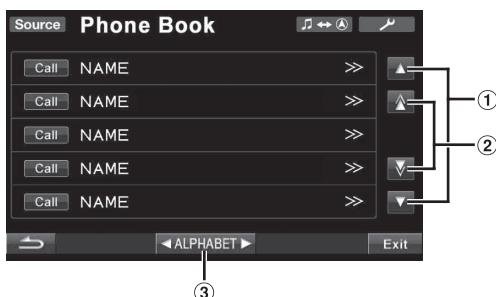 Source Phone Book
Call NAME >>
Call NAME >>
Call NAME >>
Call NAME >>
Call NAME >>
◀ ALPHABET ▶ Exit
①
②
③